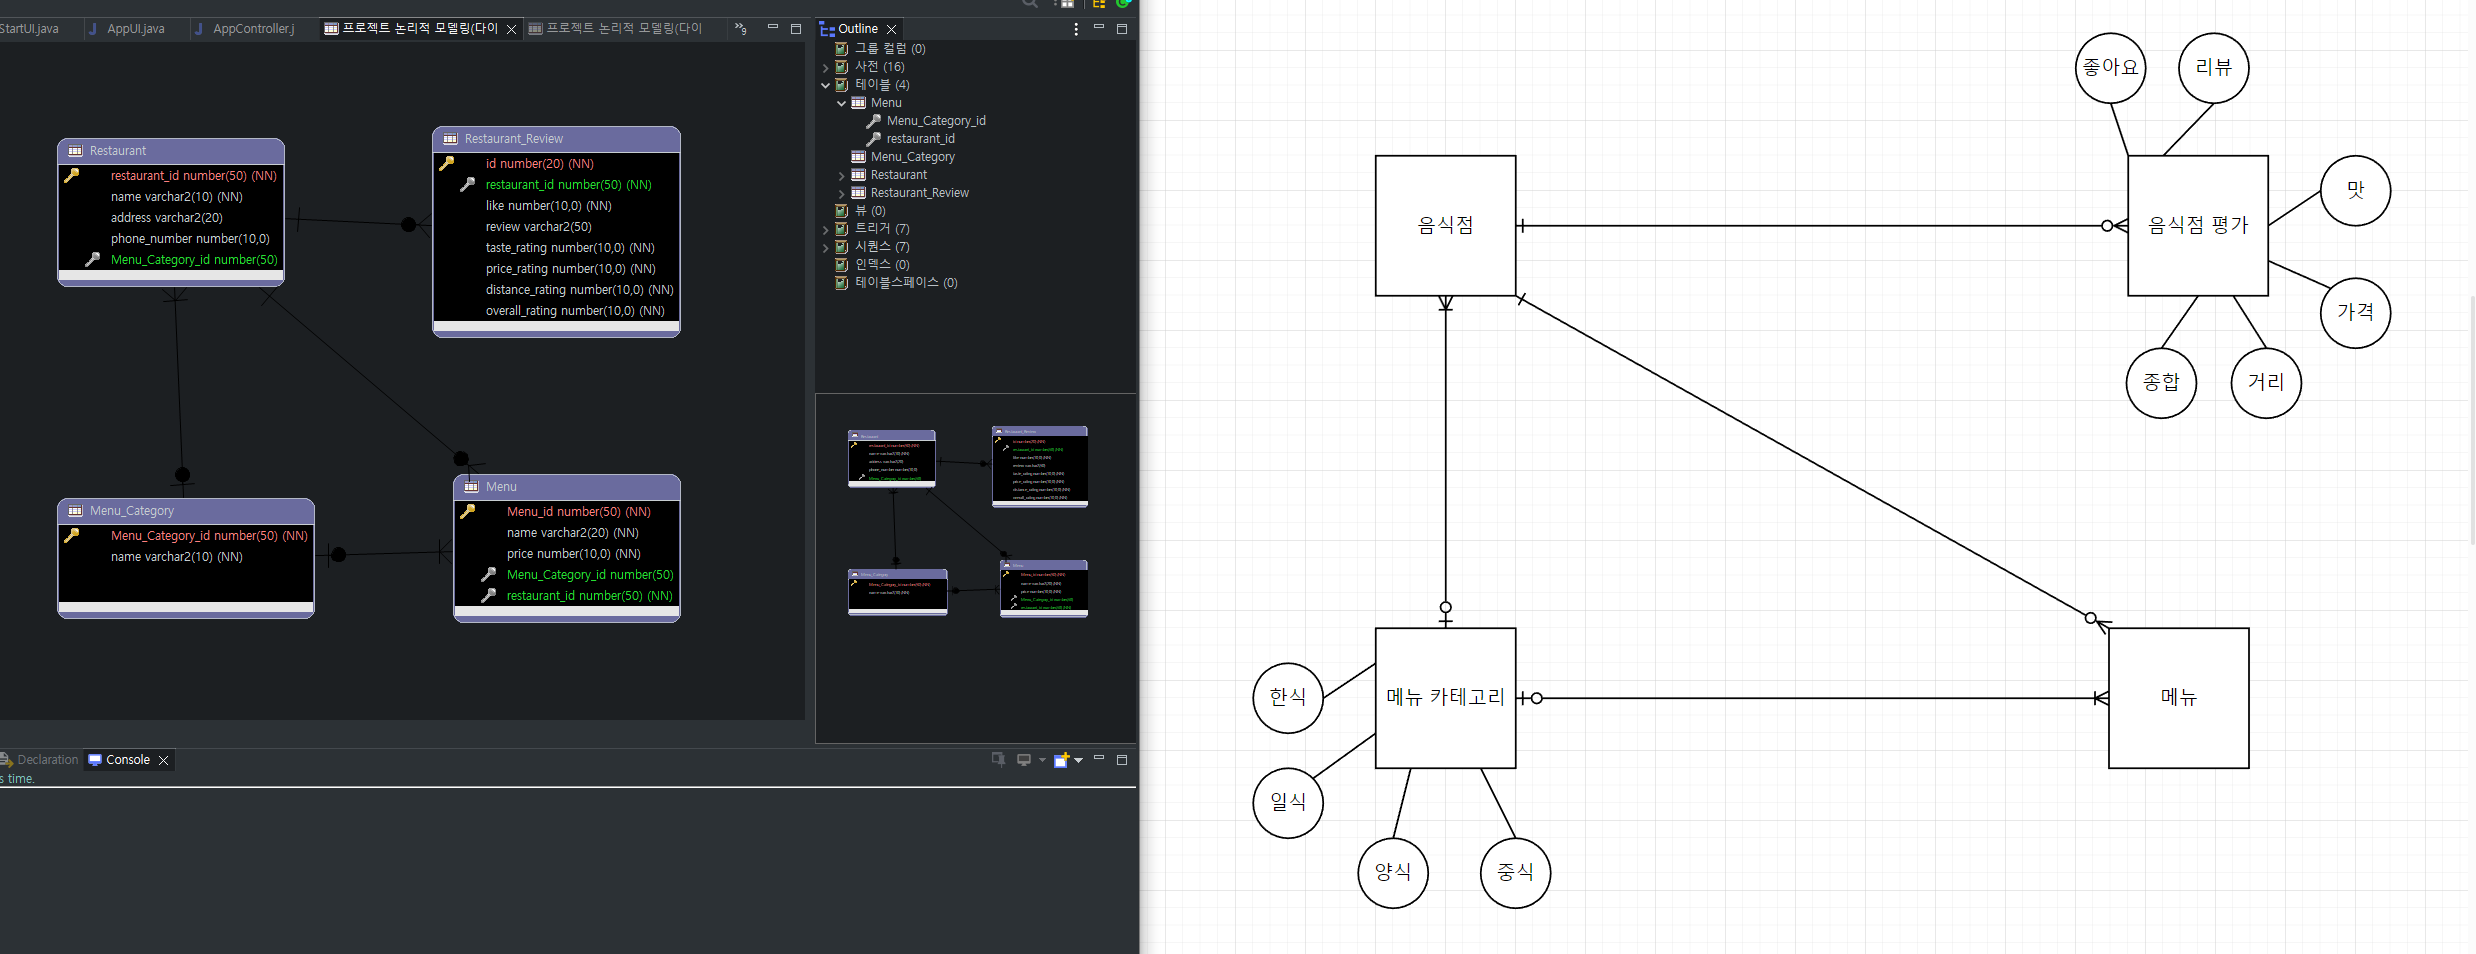 StartUI.java
AppUI.java
AppController.j
프로젝트 논리적 모델링(다이
프로젝트 논리적 모델링(다이
9
Restaurant
restaurant_id number(50) (NN)
name varchar2(10) (NN)
address varchar2(20)
phone_number number(10,0)
Menu_Category_id number(50)
Restaurant_Review
id number(20) (NN)
restaurant_id number(50) (NN)
like number(10,0) (NN)
review varchar2(50)
taste_rating number(10,0) (NN)
price_rating number(10,0) (NN)
distance_rating number(10,0) (NN)
overall_rating number(10,0) (NN)
Menu_Category
Menu_Category_id number(50) (NN)
name varchar2(10) (NN)
Menu
Menu_id number(50) (NN)
name varchar2(20) (NN)
price number(10,0) (NN)
Menu_Category_id number(50)
restaurant_id number(50) (NN)
Outline
그룹 컬럼 (0)
사전 (16)
테이블 (4)
Menu
Menu_Category_id
restaurant_id
Menu_Category
Restaurant
Restaurant_Review
뷰 (0)
트리거 (7)
시퀀스 (7)
인덱스 (0)
테이블스페이스 (0)
Declaration
Console
s time.
좋아요
리뷰
맛
음식점
음식점 평가
가격
종합
거리
한식
메뉴 카테고리
메뉴
일식
양식
중식